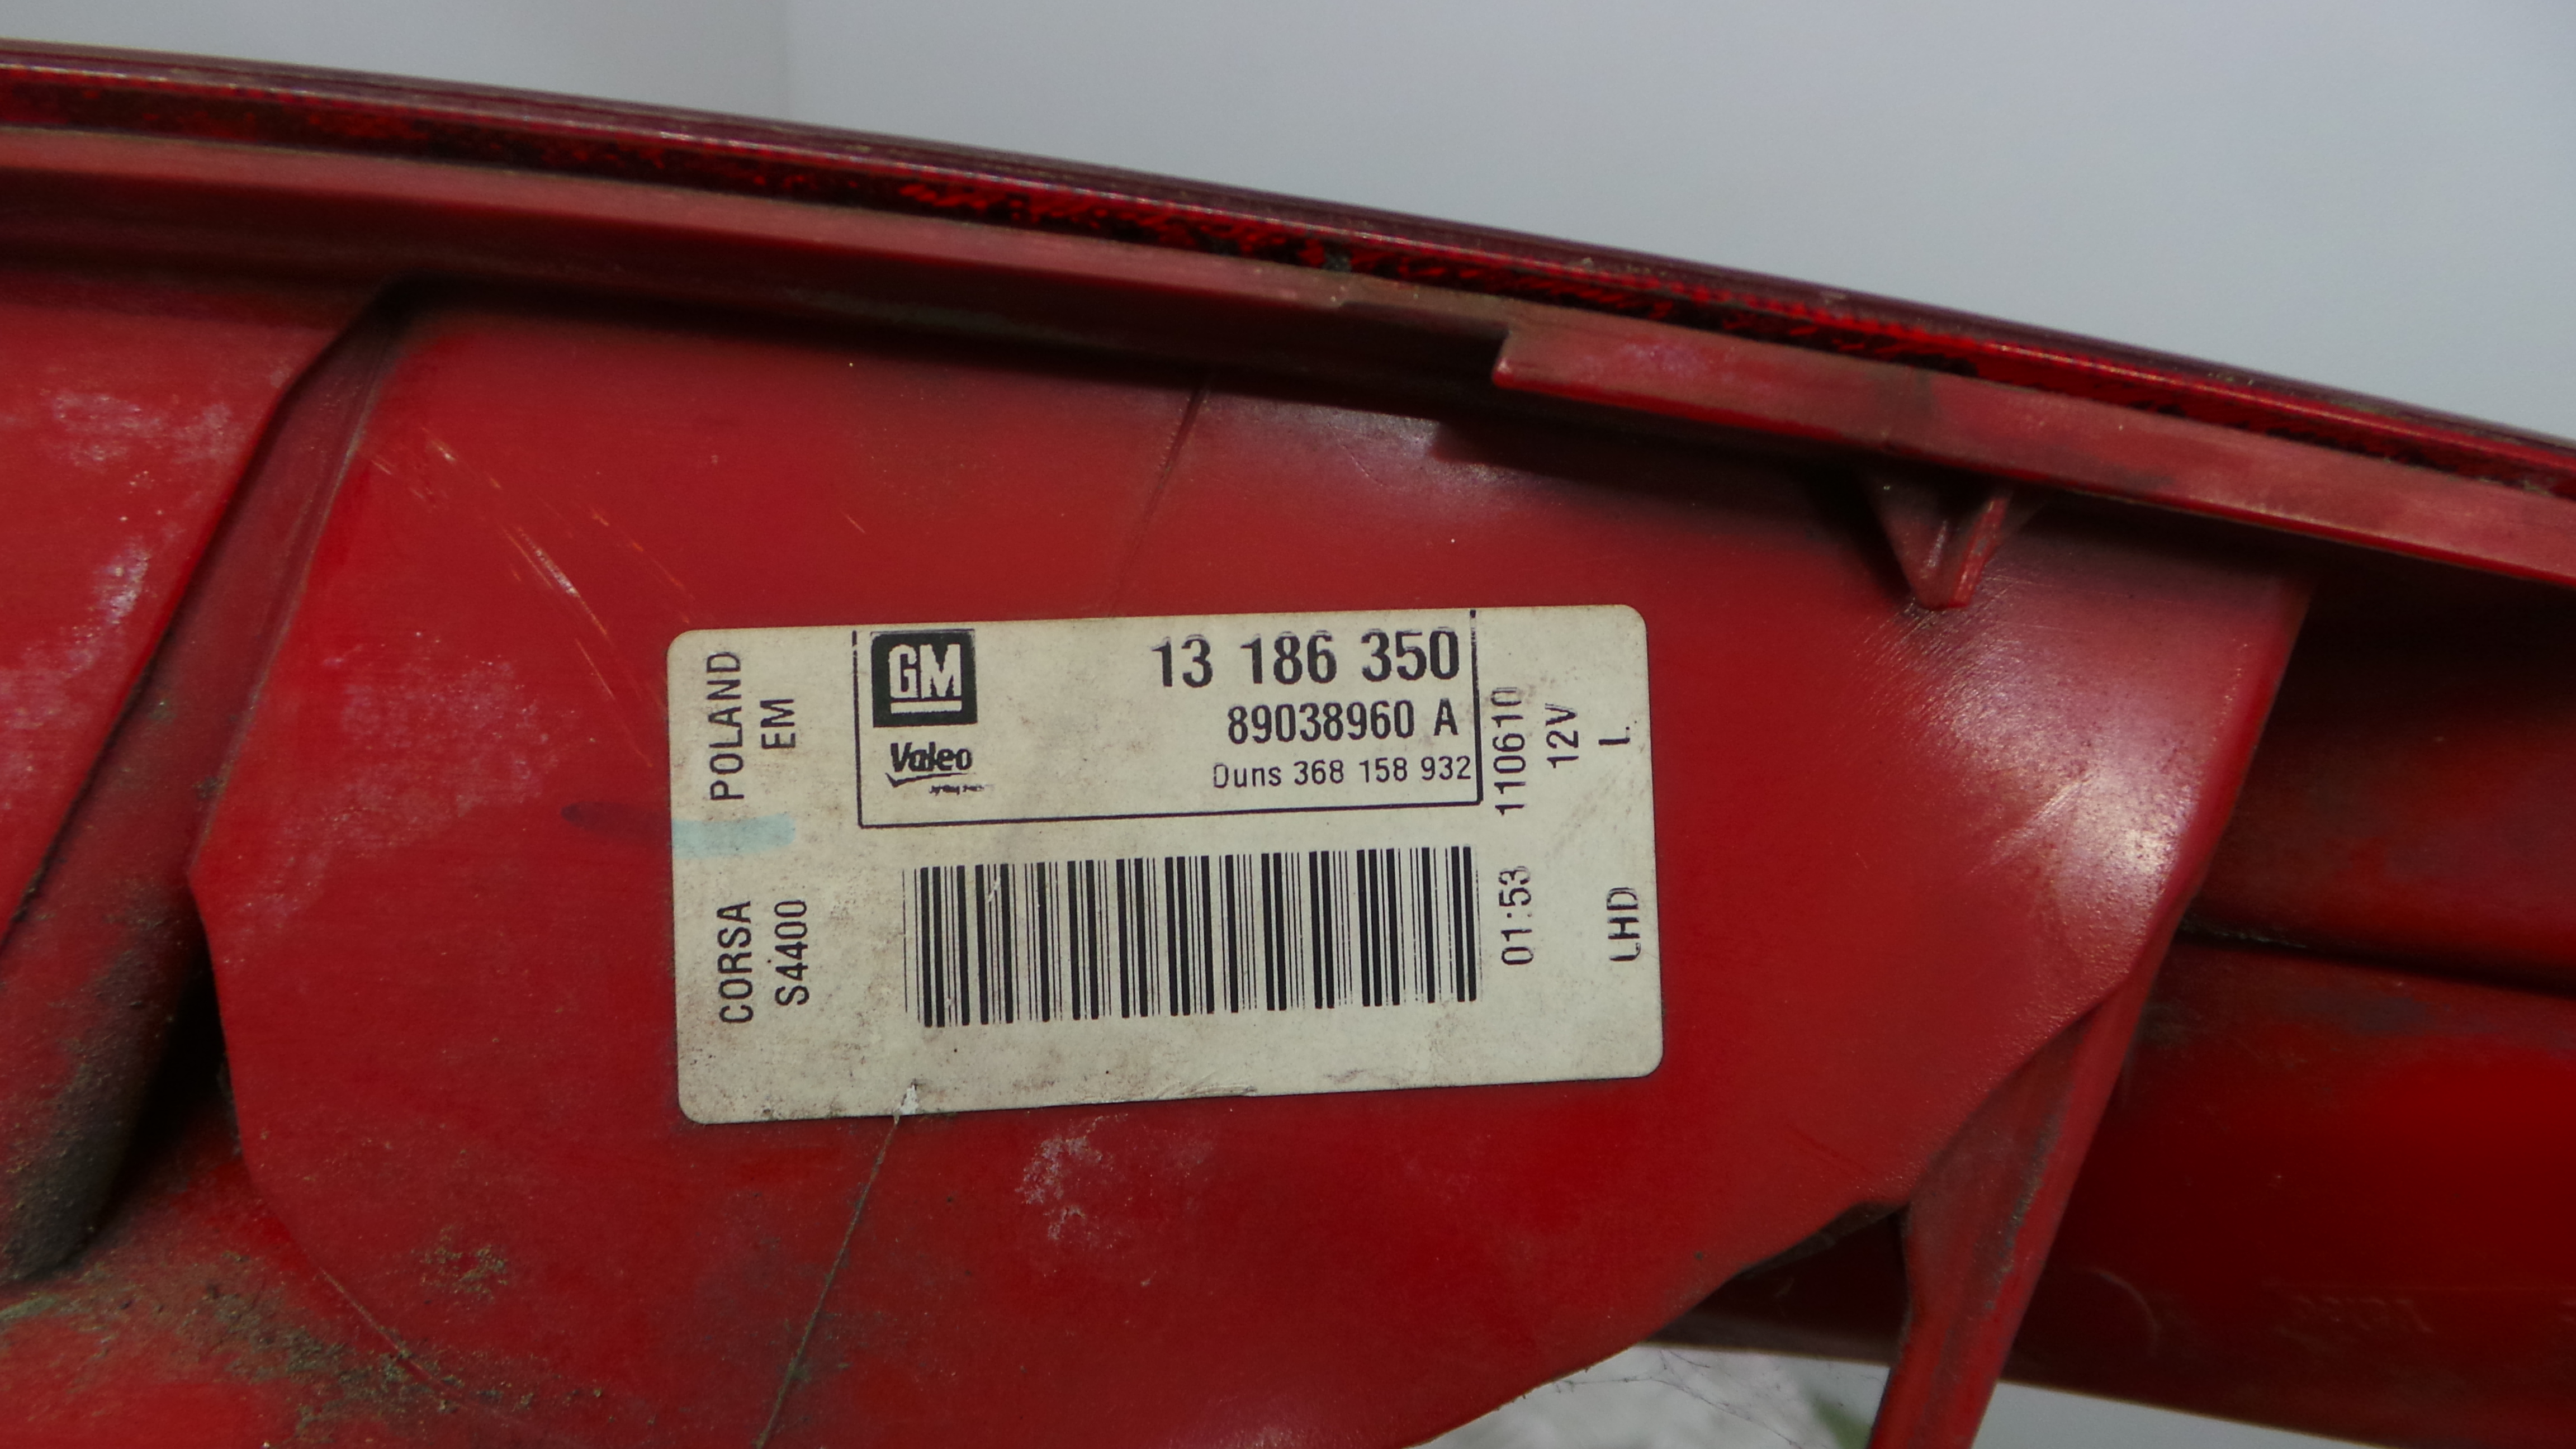 POLAND
EM
CORSA
S4400
GM
13 186 350
Valeo
89038960 A
Duns 368 158 932
110610
12V
L
01:53
LHD